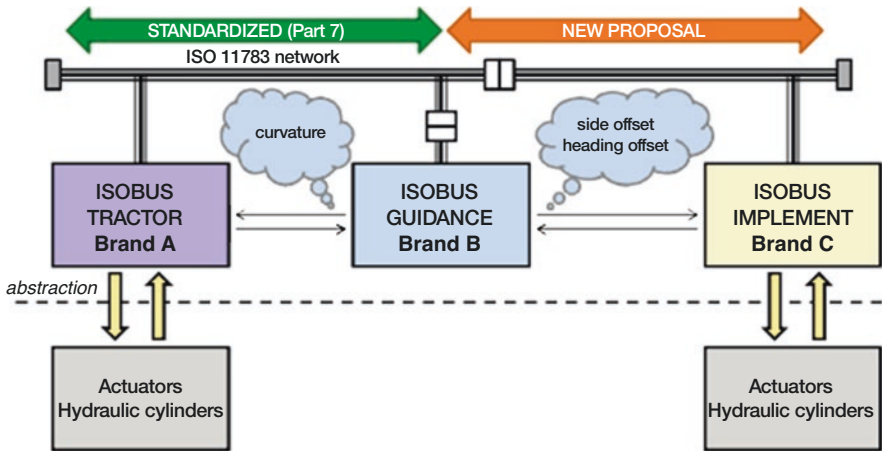 STANDARDIZED (Part 7)
NEW PROPOSAL
ISO 11783 network
curvature
side offset
heading offset
ISOBUS
TRACTOR
Brand A
ISOBUS
GUIDANCE
Brand B
ISOBUS
IMPLEMENT
Brand C
abstraction
Actuators
Hydraulic cylinders
Actuators
Hydraulic cylinders